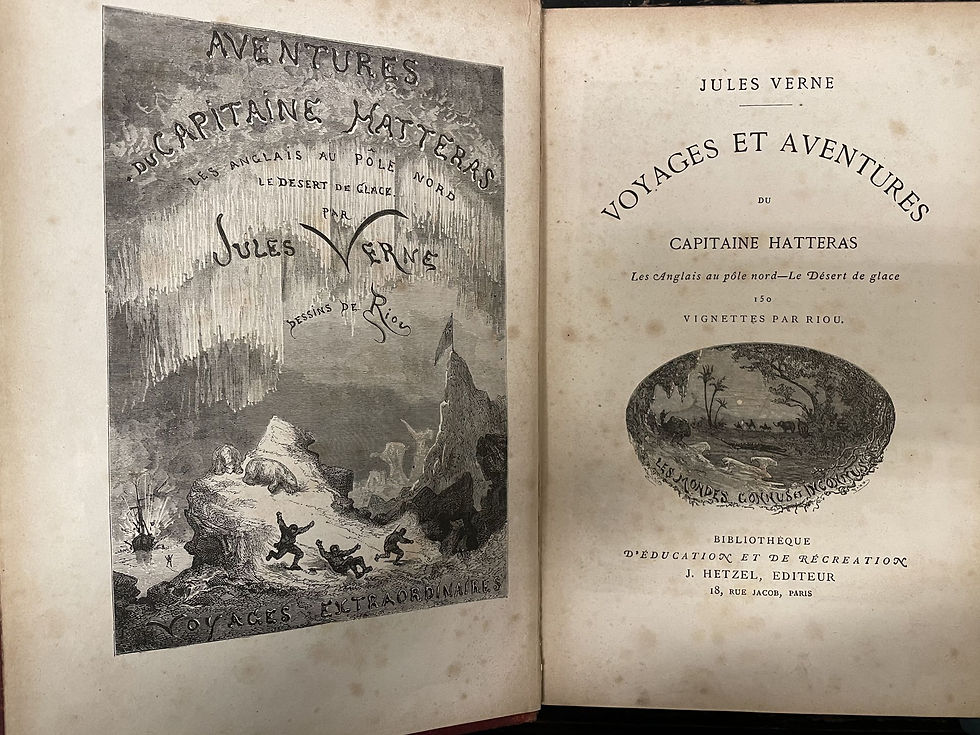 AVENTURES
DU CAPITAINE HATTERAS
LES ANGLAIS AU PÔLE NORD
LE DESERT DE GLACE.
PAR
JULES VERNE
DESSINS DE RIOU
VOYAGES EXTRAORDINAIRES
JULES VERNE
VOYAGES ET AVENTURES
DU
CAPITAINE HATTERAS
Les Anglais au pôle nord—Le Désert de glace
150
VIGNETTES PAR RIOU.
LES MONDES CONNUS ET INCONNUS
BIBLIOTHÈQUE
D'ÉDUCATION ET DE RÉCREATION
J. HETZEL, EDITEUR
18, RUE JACOB, PARIS